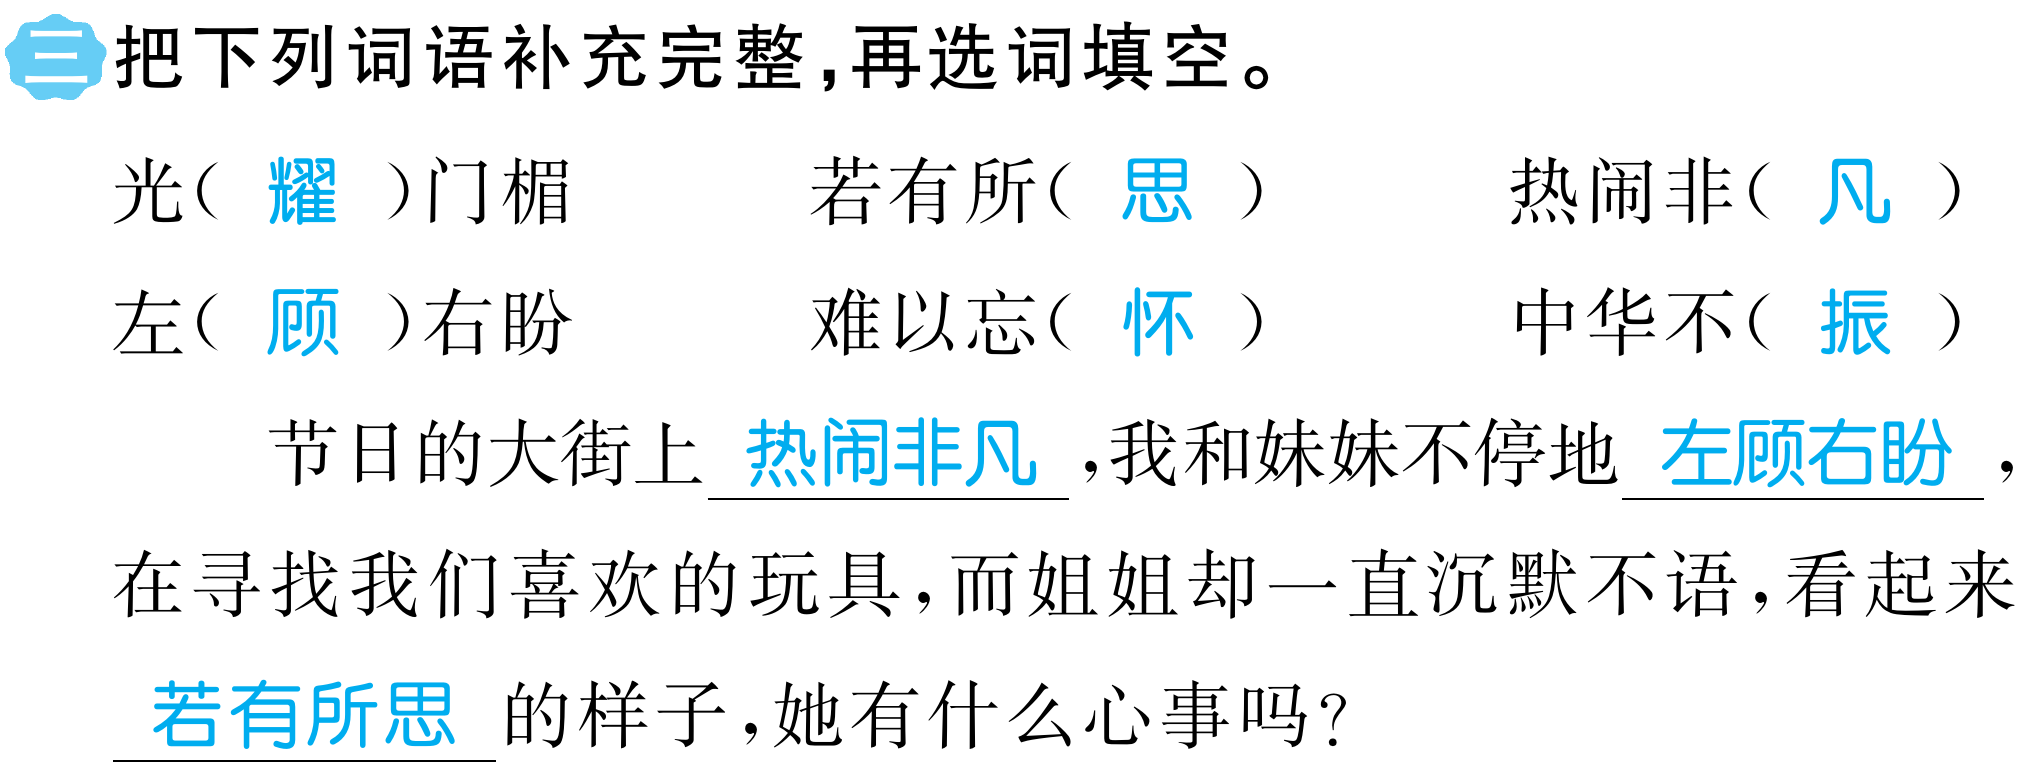 三 把下列词语补充完整,再选词填空。
光( 耀 )门楣 若有所( 思 ) 热闹非( 凡 )
左( 顾 )右盼 难以忘( 怀 ) 中华不( 振 )
节日的大街上 热闹非凡 ,我和妹妹不停地 左顾右盼 ,
在寻找我们喜欢的玩具,而姐姐却一直沉默不语,看起来
若有所思 的样子,她有什么心事吗?